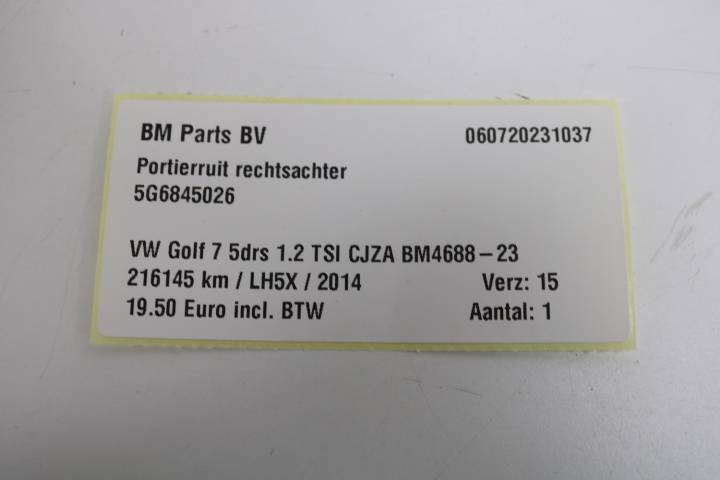 BM Parts BV 060720231037
Portierruit rechtsachter
5G6845026
VW Golf 7 5drs 1.2 TSI CJZA BM4688-23
216145 km / LH5X / 2014 Verz: 15
19.50 Euro incl. BTW Aantal: 1